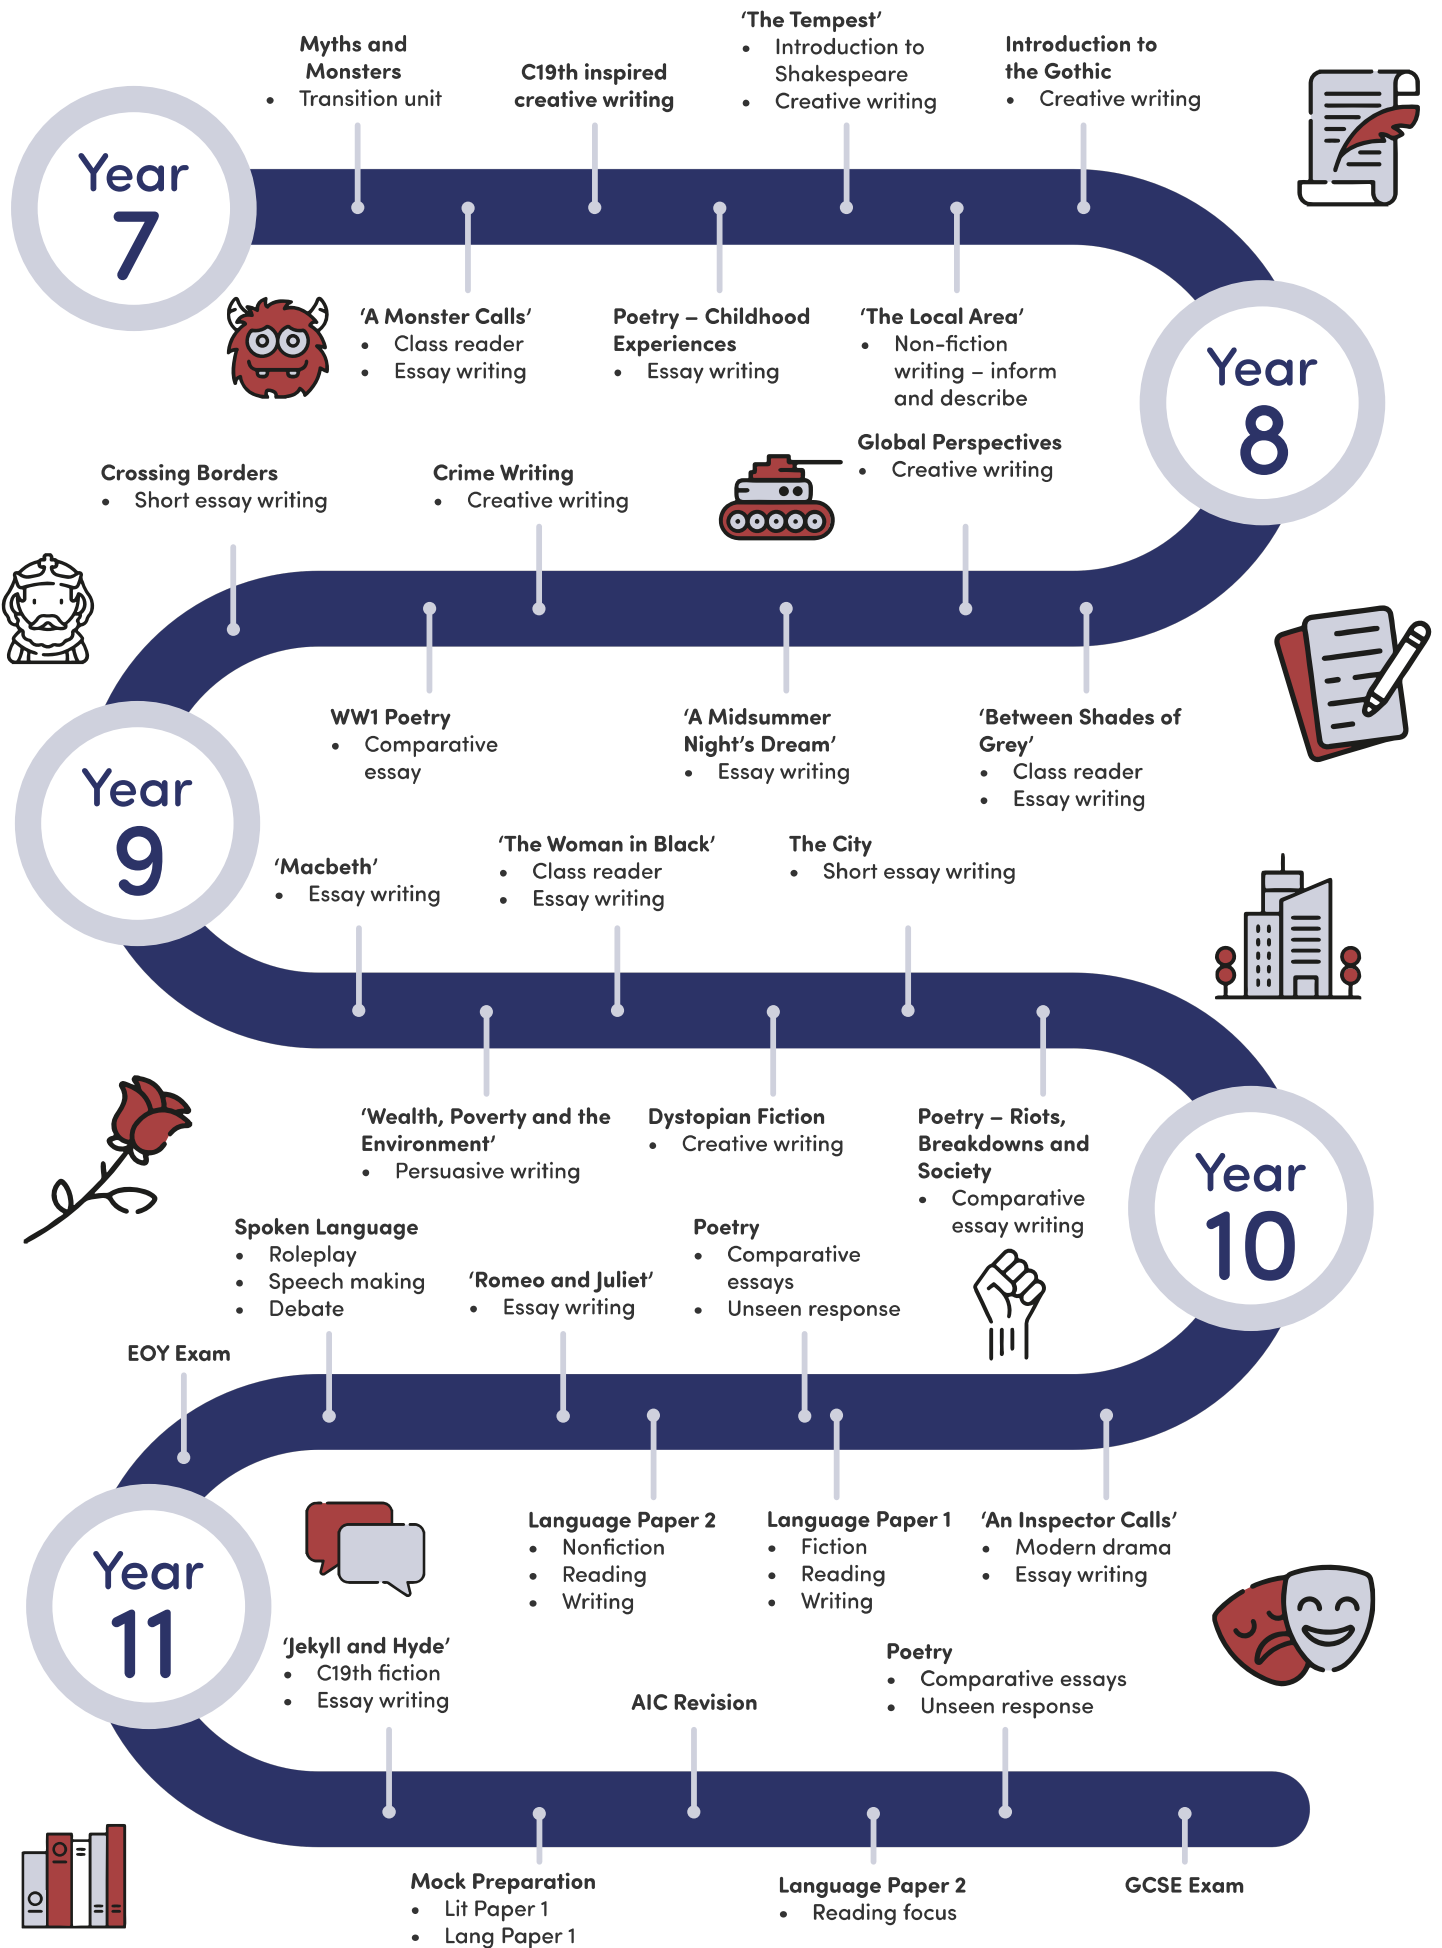 Year
7
Myths and
Monsters
• Transition unit
C19th inspired
creative writing
‘The Tempest’
• Introduction to
Shakespeare
• Creative writing
Introduction to
the Gothic
• Creative writing
‘A Monster Calls’
• Class reader
• Essay writing
Poetry – Childhood
Experiences
• Essay writing
‘The Local Area’
• Non-fiction
writing – inform
and describe
Year
8
Global Perspectives
• Creative writing
Crime Writing
• Creative writing
Crossing Borders
• Short essay writing
‘Between Shades of
Grey’
• Class reader
• Essay writing
‘A Midsummer
Night’s Dream’
• Essay writing
WW1 Poetry
• Comparative
essay
Year
9
‘Macbeth’
• Essay writing
‘The Woman in Black’
• Class reader
• Essay writing
The City
• Short essay writing
‘Wealth, Poverty and the
Environment’
• Persuasive writing
Dystopian Fiction
• Creative writing
Poetry – Riots,
Breakdowns and
Society
• Comparative
essay writing
Year
10
Poetry
• Comparative
essays
• Unseen response
‘Romeo and Juliet’
• Essay writing
Spoken Language
• Roleplay
• Speech making
• Debate
EOY Exam
‘An Inspector Calls’
• Modern drama
• Essay writing
Language Paper 1
• Fiction
• Reading
• Writing
Language Paper 2
• Nonfiction
• Reading
• Writing
Year
11
‘Jekyll and Hyde’
• C19th fiction
• Essay writing
AIC Revision
Poetry
• Comparative essays
• Unseen response
Mock Preparation
• Lit Paper 1
• Lang Paper 1
Language Paper 2
• Reading focus
GCSE Exam